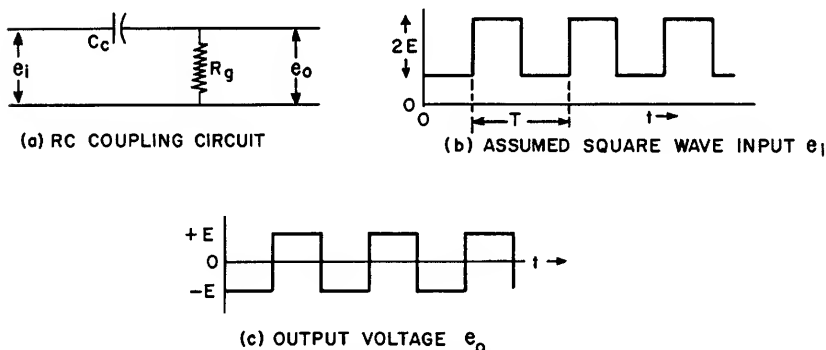 Cc
ei
Rg
eo
(a) RC COUPLING CIRCUIT
2E
0
0
T
t→
(b) ASSUMED SQUARE WAVE INPUT ei
+E
0
t →
-E
(c) OUTPUT VOLTAGE eo